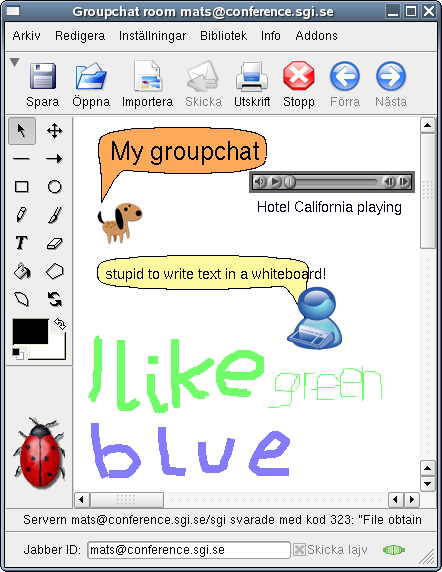 Groupchat room mats@conference.sgi.se
Arkiv Redigera Inställningar Bibliotek Info Addons
Spara Öppna Importera Skicka Utskrift Stopp Förra Nästa
My groupchat
Hotel California playing
stupid to write text in a whiteboard!
I like green
blue
Servern mats@conference.sgi.se/sgi svarade med kod 323: "File obtain
Jabber ID: mats@conference.sgi.se Skicka lajv